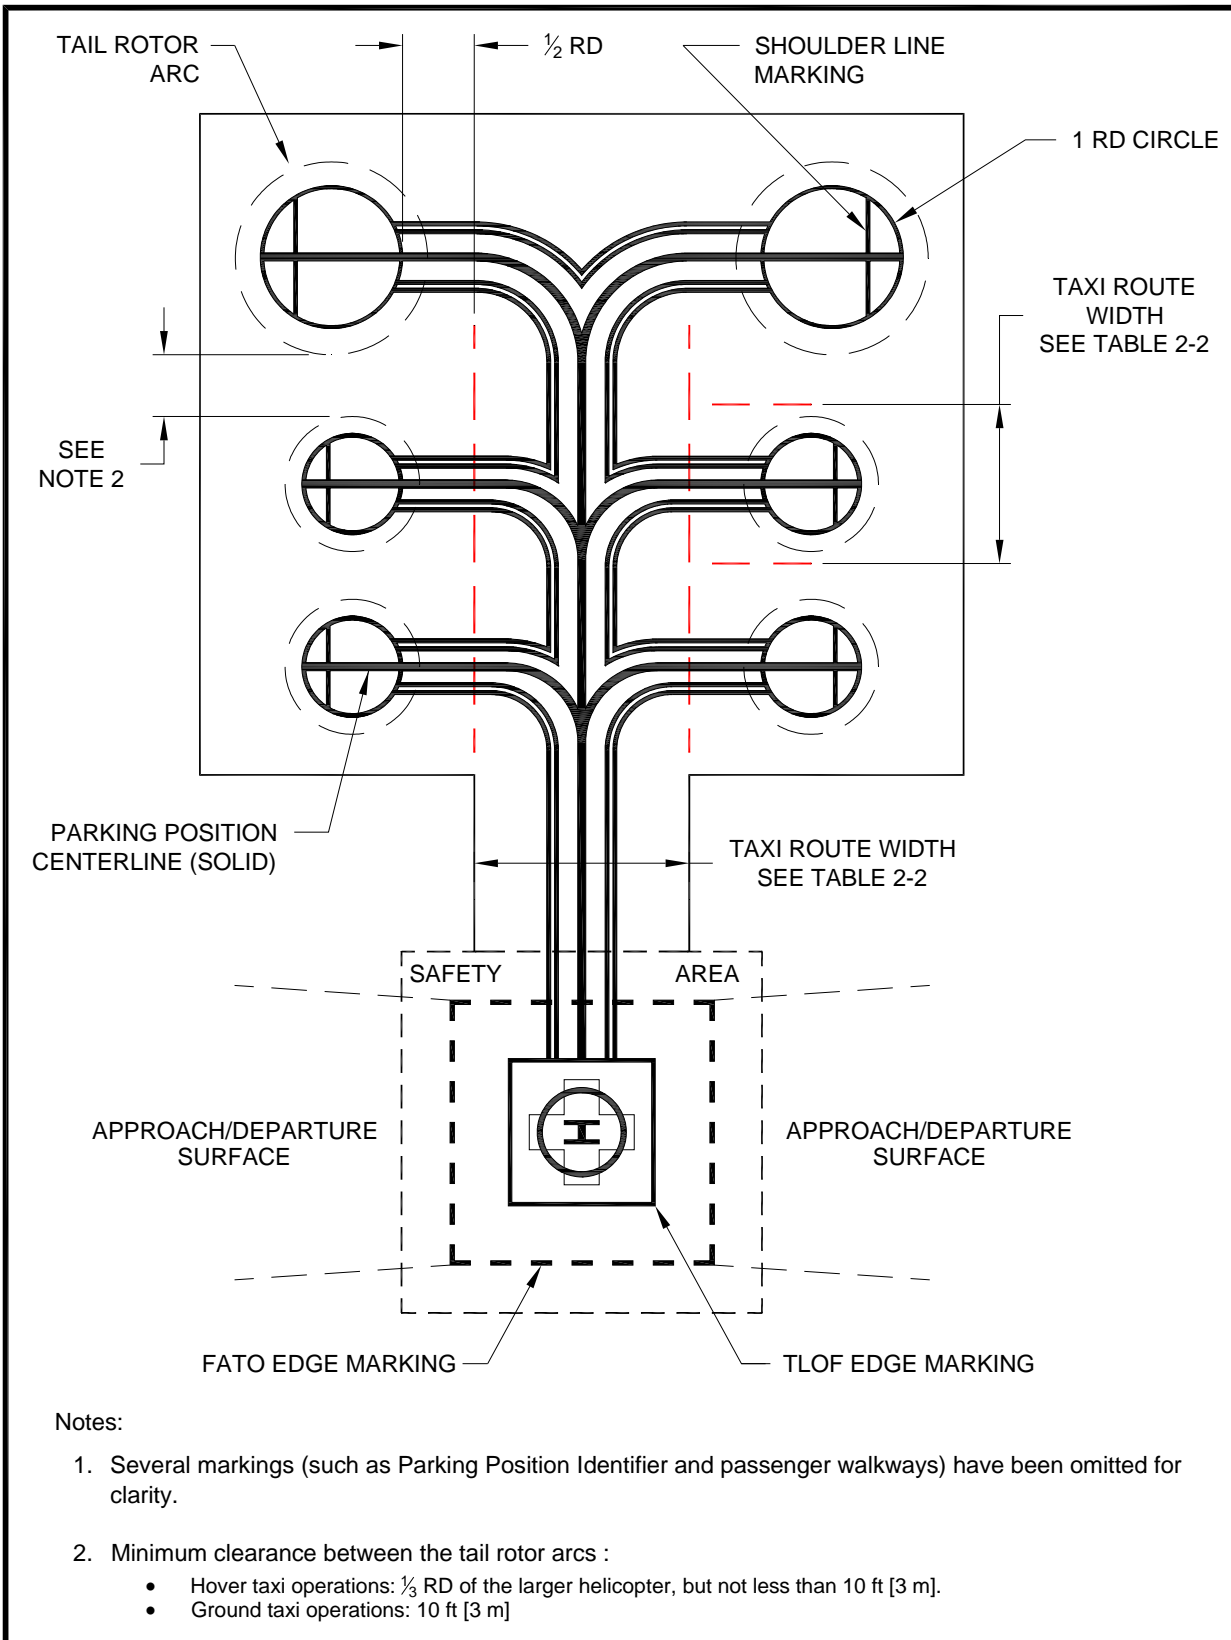 TAIL ROTOR
ARC
½ RD
SHOULDER LINE
MARKING
1 RD CIRCLE
TAXI ROUTE
WIDTH
SEE TABLE 2-2
SEE
NOTE 2
PARKING POSITION
CENTERLINE (SOLID)
TAXI ROUTE WIDTH
SEE TABLE 2-2
SAFETY AREA
APPROACH/DEPARTURE
SURFACE
APPROACH/DEPARTURE
SURFACE
H
FATO EDGE MARKING
TLOF EDGE MARKING
Notes:
1. Several markings (such as Parking Position Identifier and passenger walkways) have been omitted for
clarity.
2. Minimum clearance between the tail rotor arcs :
• Hover taxi operations: ⅓ RD of the larger helicopter, but not less than 10 ft [3 m].
• Ground taxi operations: 10 ft [3 m]